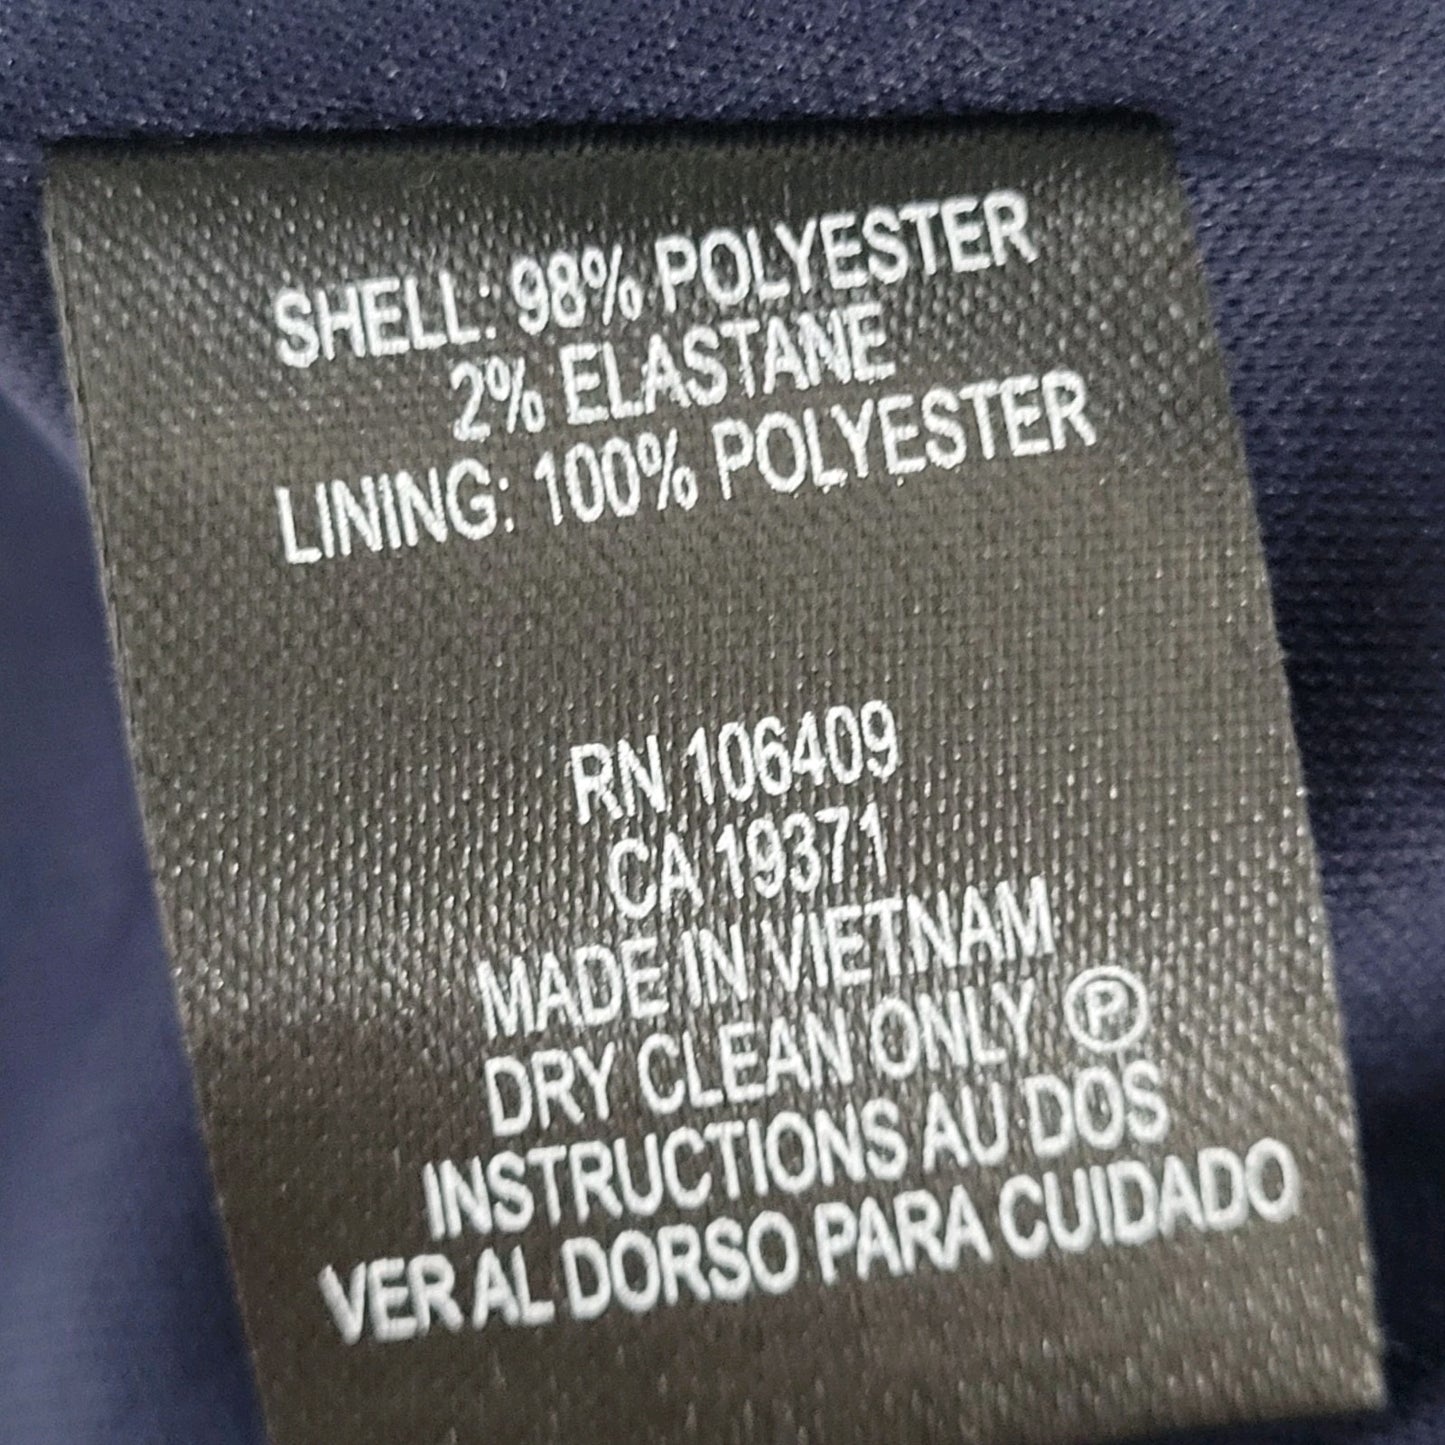 SHELL: 98% POLYESTER
2% ELASTANE
LINING: 100% POLYESTER
RN 106409
CA 19371
MADE IN VIETNAM
DRY CLEAN ONLY Ⓟ
INSTRUCTIONS AU DOS
VER AL DORSO PARA CUIDADO